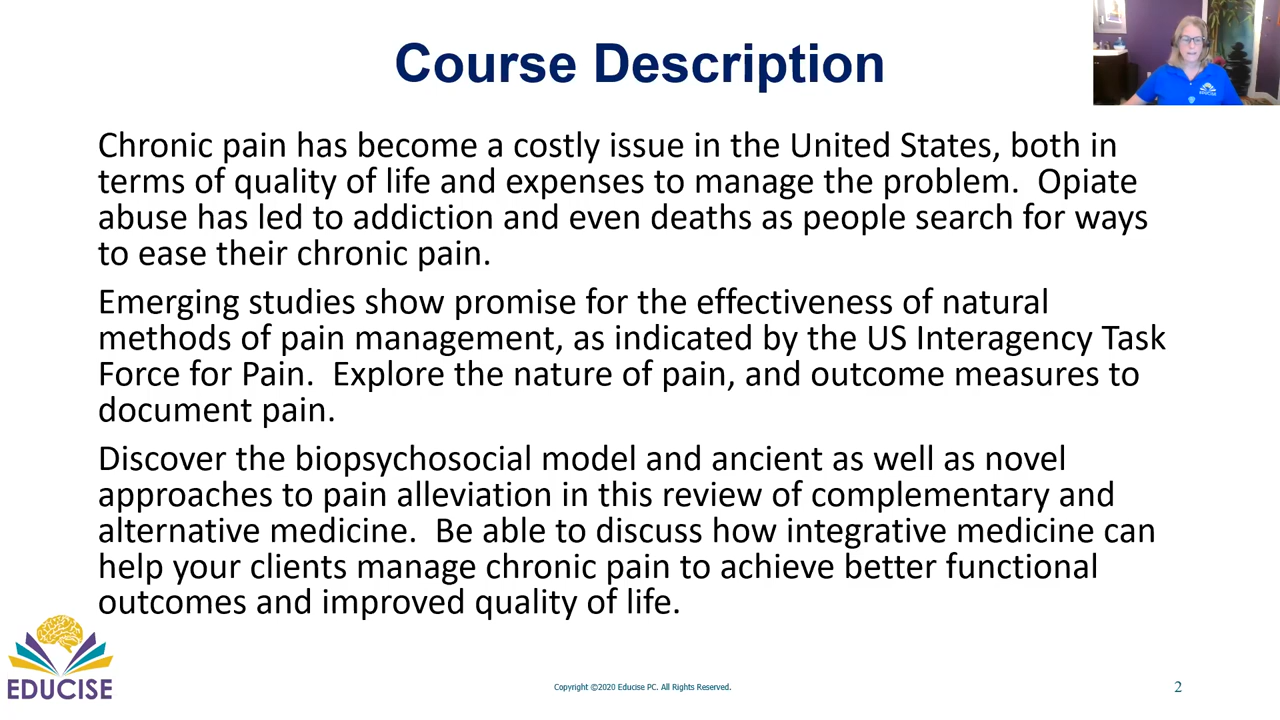 Course Description
EDUCISE
Chronic pain has become a costly issue in the United States, both in
terms of quality of life and expenses to manage the problem.  Opiate
abuse has led to addiction and even deaths as people search for ways
to ease their chronic pain.
Emerging studies show promise for the effectiveness of natural
methods of pain management, as indicated by the US Interagency Task
Force for Pain.  Explore the nature of pain, and outcome measures to
document pain.
Discover the biopsychosocial model and ancient as well as novel
approaches to pain alleviation in this review of complementary and
alternative medicine.  Be able to discuss how integrative medicine can
help your clients manage chronic pain to achieve better functional
outcomes and improved quality of life.
EDUCISE
Copyright ©2020 Educise PC. All Rights Reserved.
2